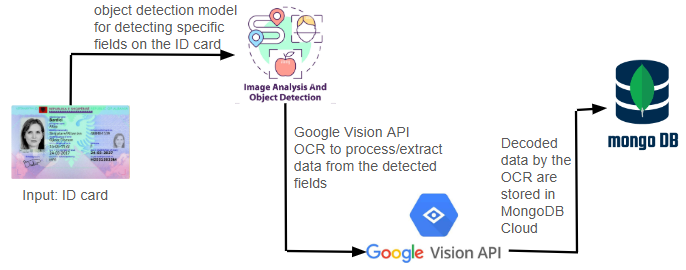 object detection model
for detecting specific
fields on the ID card
Image Analysis And
Object Detection
Input: ID card
Google Vision API
OCR to process/extract
data from the detected
fields
Google Vision API
Decoded
data by the
OCR are
stored in
MongoDB
Cloud
mongo DB